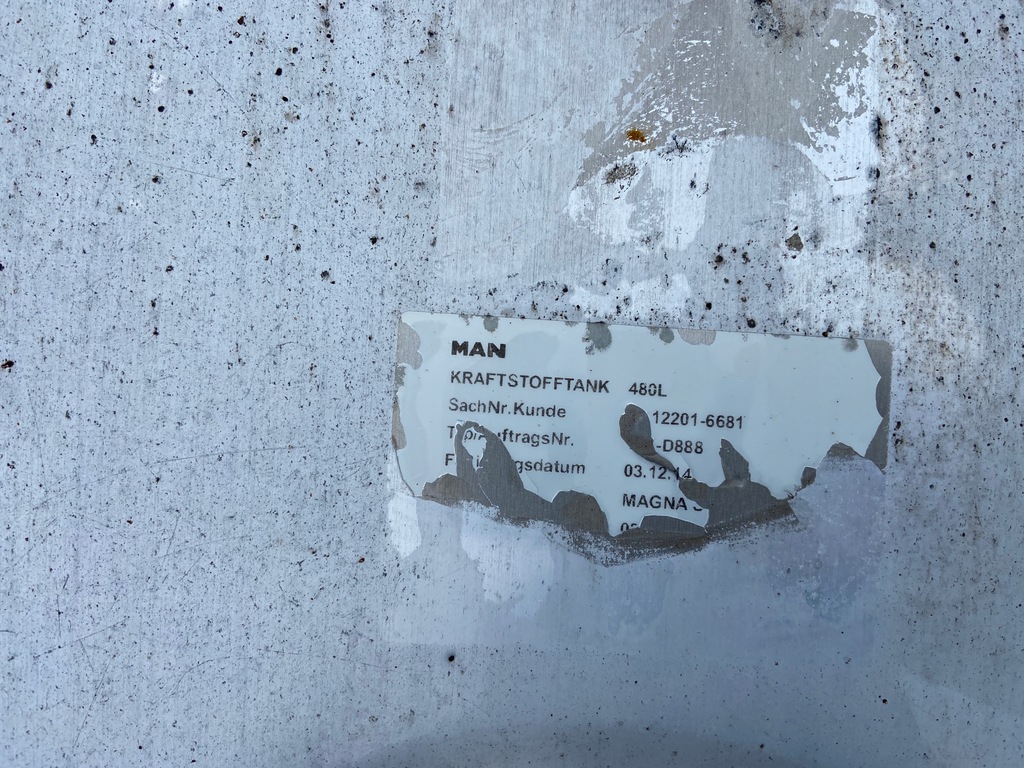 MAN
KRAFTSTOFFTANK 480L
SachNr.Kunde 12201-6681
-D888
03.12.14
MAGNA